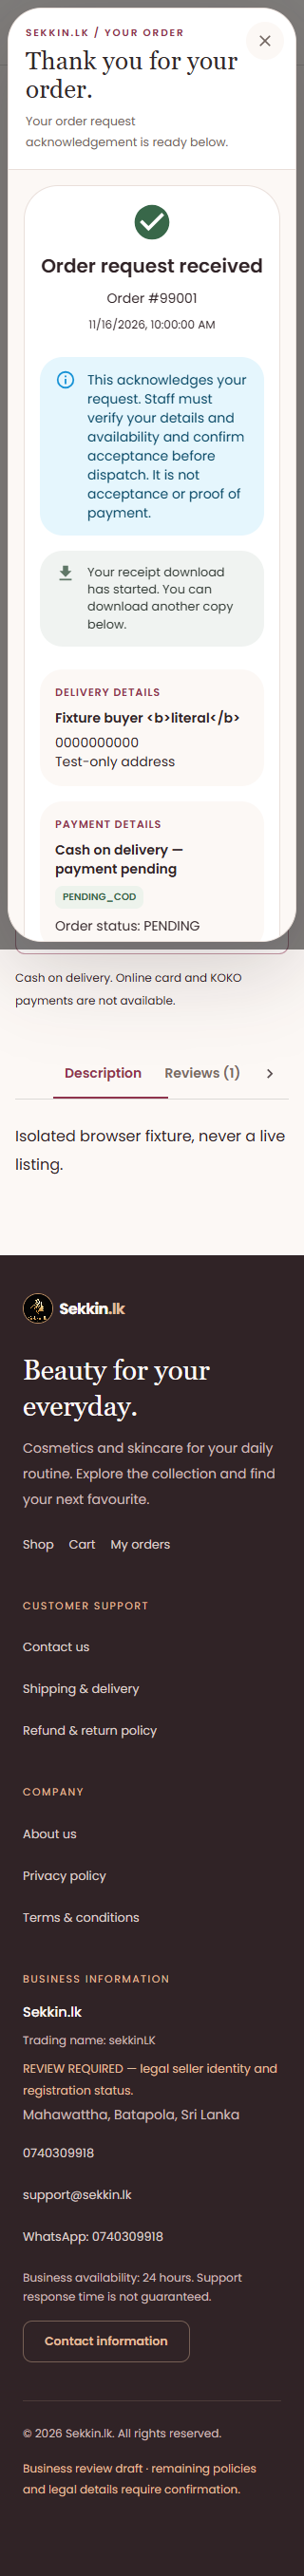 SEKKIN.LK / YOUR ORDER
Thank you for your
order.
Your order request
acknowledgement is ready below.
Order request received
Order #99001
11/16/2026, 10:00:00 AM
This acknowledges your
request. Staff must
verify your details and
availability and confirm
acceptance before
dispatch. It is not
acceptance or proof of
payment.
Your receipt download
has started. You can
download another copy
below.
DELIVERY DETAILS
Fixture buyer <b>literal</b>
0000000000
Test-only address
PAYMENT DETAILS
Cash on delivery —
payment pending
PENDING_COD
Order status: PENDING
Cash on delivery. Online card and KOKO
payments are not available.
Description
Reviews (1)
Isolated browser fixture, never a live
listing.
Sekkin.lk
Beauty for your
everyday.
Cosmetics and skincare for your daily
routine. Explore the collection and find
your next favourite.
Shop Cart My orders
CUSTOMER SUPPORT
Contact us
Shipping & delivery
Refund & return policy
COMPANY
About us
Privacy policy
Terms & conditions
BUSINESS INFORMATION
Sekkin.lk
Trading name: sekkinLK
REVIEW REQUIRED — legal seller identity and
registration status.
Mahawattha, Batapola, Sri Lanka
0740309918
support@sekkin.lk
WhatsApp: 0740309918
Business availability: 24 hours. Support
response time is not guaranteed.
Contact information
© 2026 Sekkin.lk. All rights reserved.
Business review draft · remaining policies
and legal details require confirmation.